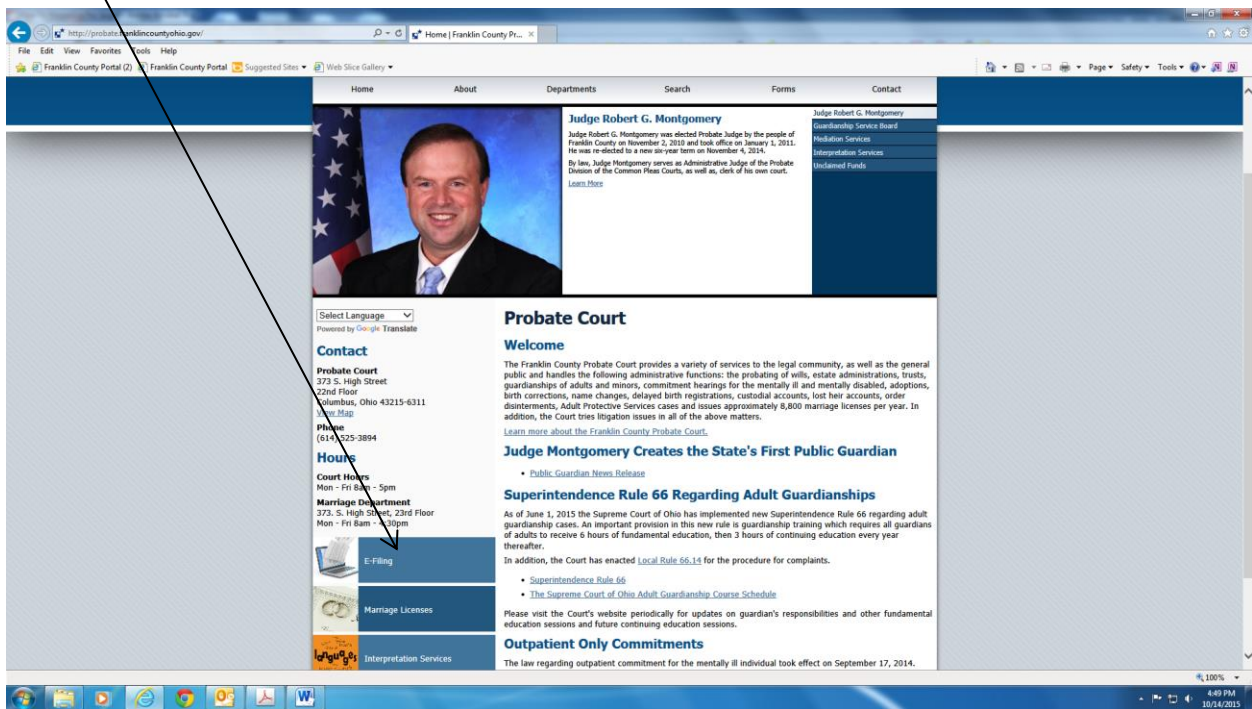 http://probate.franklincountyohio.gov/
Home | Franklin County Pr...
File Edit View Favorites Tools Help
Franklin County Portal (2) Franklin County Portal Suggested Sites Web Slice Gallery
Page Safety Tools
Home About Departments Search Forms Contact
Judge Robert G. Montgomery
Judge Robert G. Montgomery was elected Probate Judge by the people of
Franklin County on November 2, 2010 and took office on January 1, 2011.
He was re-elected to a new six-year term on November 4, 2014.
By law, Judge Montgomery serves as Administrative Judge of the Probate
Division of the Common Pleas Courts, as well as, clerk of his own court.
Learn More
Judge Robert G. Montgomery
Guardianship Service Board
Mediation Services
Interpretation Services
Unclaimed Funds
Select Language
Powered by Google Translate
Contact
Probate Court
373 S. High Street
22nd Floor
Columbus, Ohio 43215-6311
View Map
Phone
(614) 525-3894
Hours
Court Hours
Mon - Fri 8am - 5pm
Marriage Department
373. S. High Street, 23rd Floor
Mon - Fri 8am - 4:30pm
E-Filing
Marriage Licenses
languages
Interpretation Services
Probate Court
Welcome
The Franklin County Probate Court provides a variety of services to the legal community, as well as the general
public and handles the following administrative functions: the probating of wills, estate administrations, trusts,
guardianships of adults and minors, commitment hearings for the mentally ill and mentally disabled, adoptions,
birth corrections, name changes, delayed birth registrations, custodial accounts, lost heir accounts, order
disinterments, Adult Protective Services cases and issues approximately 8,800 marriage licenses per year. In
addition, the Court tries litigation issues in all of the above matters.
Learn more about the Franklin County Probate Court.
Judge Montgomery Creates the State's First Public Guardian
• Public Guardian News Release
Superintendence Rule 66 Regarding Adult Guardianships
As of June 1, 2015 the Supreme Court of Ohio has implemented new Superintendence Rule 66 regarding adult
guardianship cases. An important provision in this new rule is guardianship training which requires all guardians
of adults to receive 6 hours of fundamental education, then 3 hours of continuing education every year
thereafter.
In addition, the Court has enacted Local Rule 66.14 for the procedure for complaints.
• Superintendence Rule 66
• The Supreme Court of Ohio Adult Guardianship Course Schedule
Please visit the Court's website periodically for updates on guardian's responsibilities and other fundamental
education sessions and future continuing education sessions.
Outpatient Only Commitments
The law regarding outpatient commitment for the mentally ill individual took effect on September 17, 2014.
100%
4:49 PM
10/14/2015